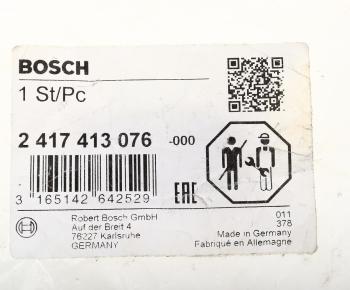 BOSCH
1 St/Pc
2 417 413 076 -000
3 165142 642529
EAC
Robert Bosch GmbH
Auf der Breit 4
76227 Karlsruhe
GERMANY
011
378
Made in Germany
Fabriqué en Allemagne